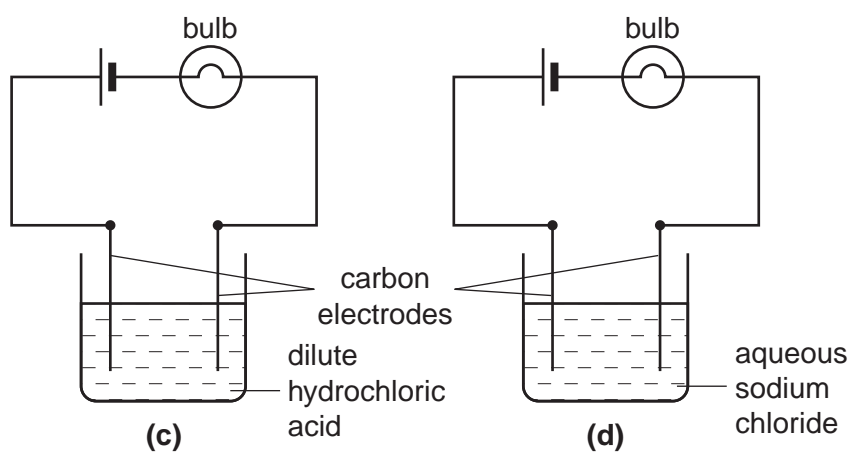 bulb
bulb
carbon
electrodes
dilute
hydrochloric
acid
aqueous
sodium
chloride
(c)
(d)